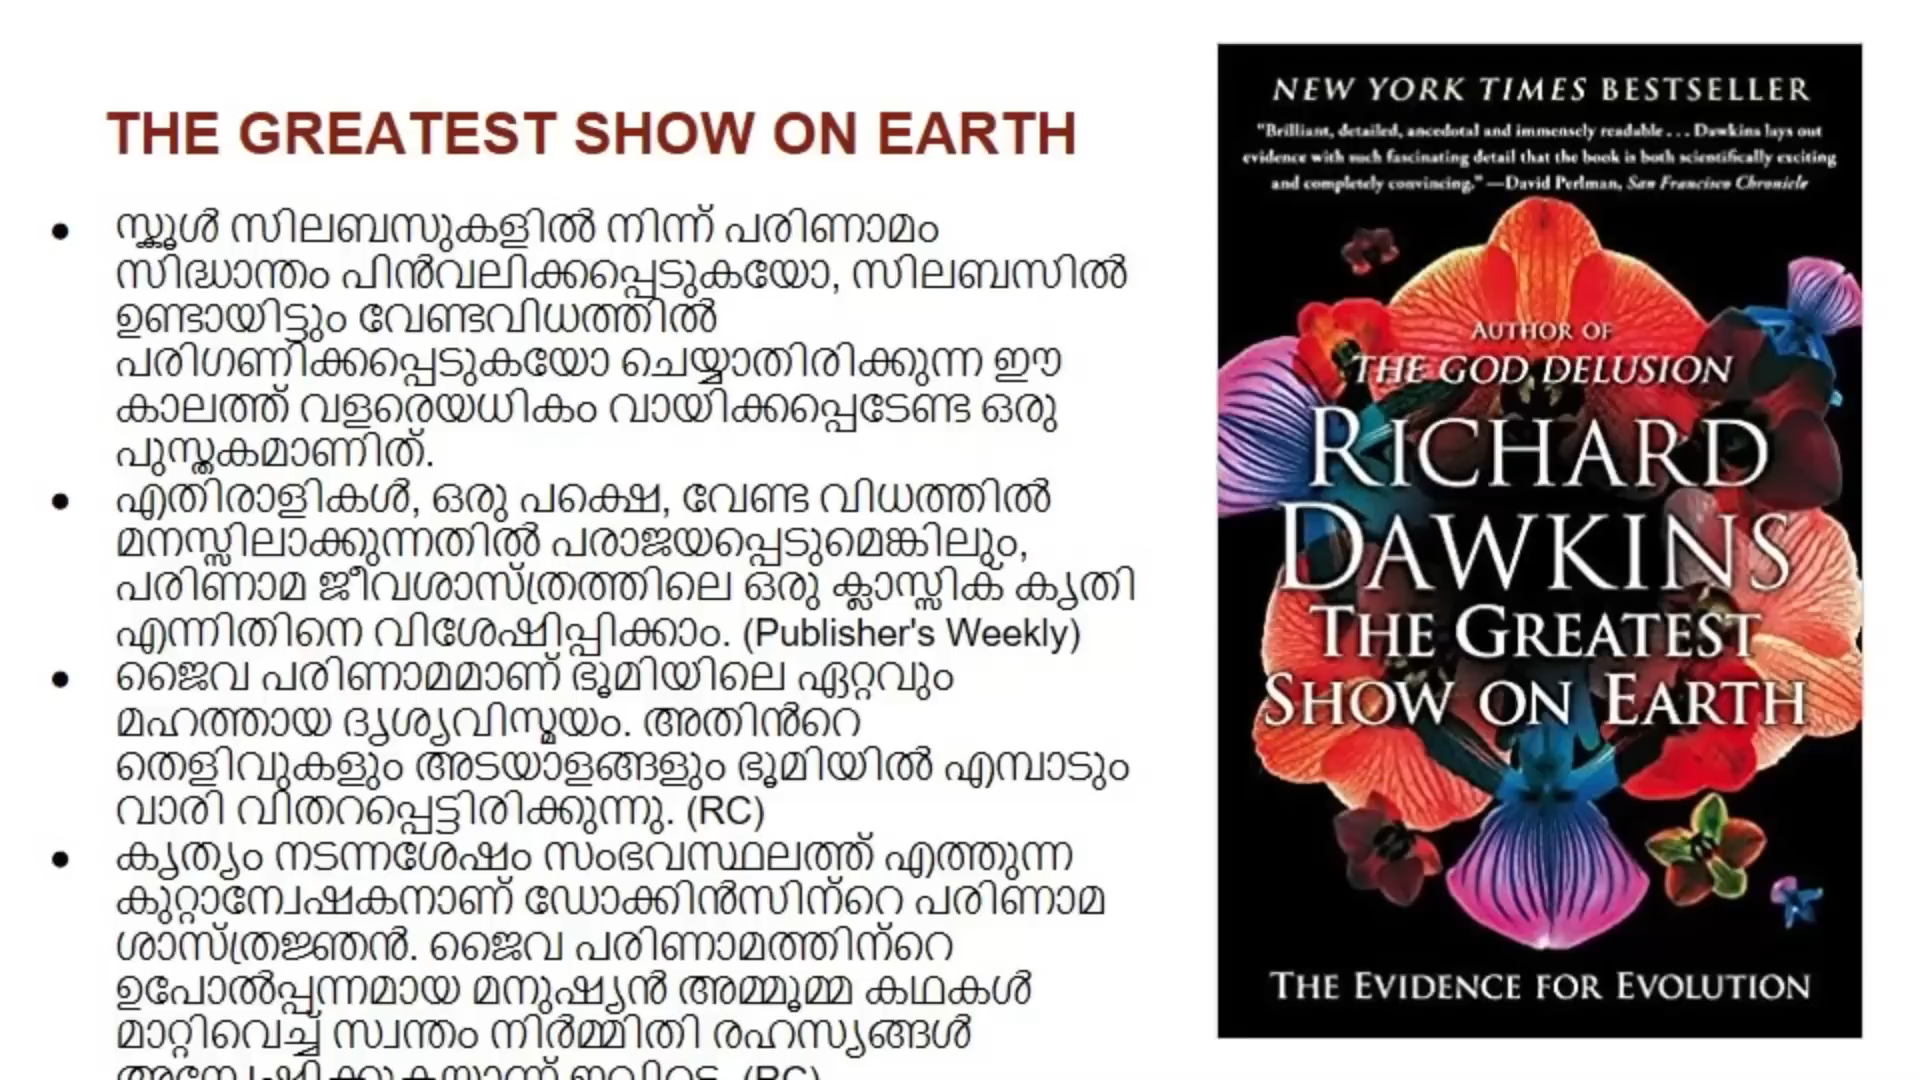 THE GREATEST SHOW ON EARTH
● സ്കൂൾ സിലബസുകളിൽ നിന്ന് പരിണാമം
സിദ്ധാന്തം പിൻവലിക്കപ്പെടുകയോ, സിലബസിൽ
ഉണ്ടായിട്ടും വേണ്ടവിധത്തിൽ
പരിഗണിക്കപ്പെടുകയോ ചെയ്യാതിരിക്കുന്ന ഈ
കാലത്ത് വളരെയധികം വായിക്കപ്പെടേണ്ട ഒരു
പുസ്തകമാണിത്.
● എതിരാളികൾ, ഒരു പക്ഷെ, വേണ്ട വിധത്തിൽ
മനസ്സിലാക്കുന്നതിൽ പരാജയപ്പെടുമെങ്കിലും,
പരിണാമ ജീവശാസ്ത്രത്തിലെ ഒരു ക്ലാസ്സിക് കൃതി
എന്നിതിനെ വിശേഷിപ്പിക്കാം. (Publisher's Weekly)
● ജൈവ പരിണാമമാണ് ഭൂമിയിലെ ഏറ്റവും
മഹത്തായ ദൃശ്യവിസ്മയം. അതിൻറെ
തെളിവുകളും അടയാളങ്ങളും ഭൂമിയിൽ എമ്പാടും
വാരി വിതറപ്പെട്ടിരിക്കുന്നു. (RC)
● കൃത്യം നടന്നശേഷം സംഭവസ്ഥലത്ത് എത്തുന്ന
കുറ്റാന്വേഷകനാണ് ഡോക്കിൻസിന്റെ പരിണാമ
ശാസ്ത്രജ്ഞൻ. ജൈവ പരിണാമത്തിന്റെ
ഉപോൽപ്പന്നമായ മനുഷ്യൻ അമ്മൂമ്മ കഥകൾ
മാറ്റിവെച്ച് സ്വന്തം നിർമ്മിതി രഹസ്യങ്ങൾ
അന്വേഷിക്കുകയാണ് ഇവിടെ. (RC)
NEW YORK TIMES BESTSELLER
"Brilliant, detailed, anecdotal and immensely readable . . . Dawkins lays out
evidence with such fascinating detail that the book is both scientifically exciting
and completely convincing." —David Perlman, San Francisco Chronicle
AUTHOR OF
THE GOD DELUSION
RICHARD
DAWKINS
THE GREATEST
SHOW ON EARTH
THE EVIDENCE FOR EVOLUTION